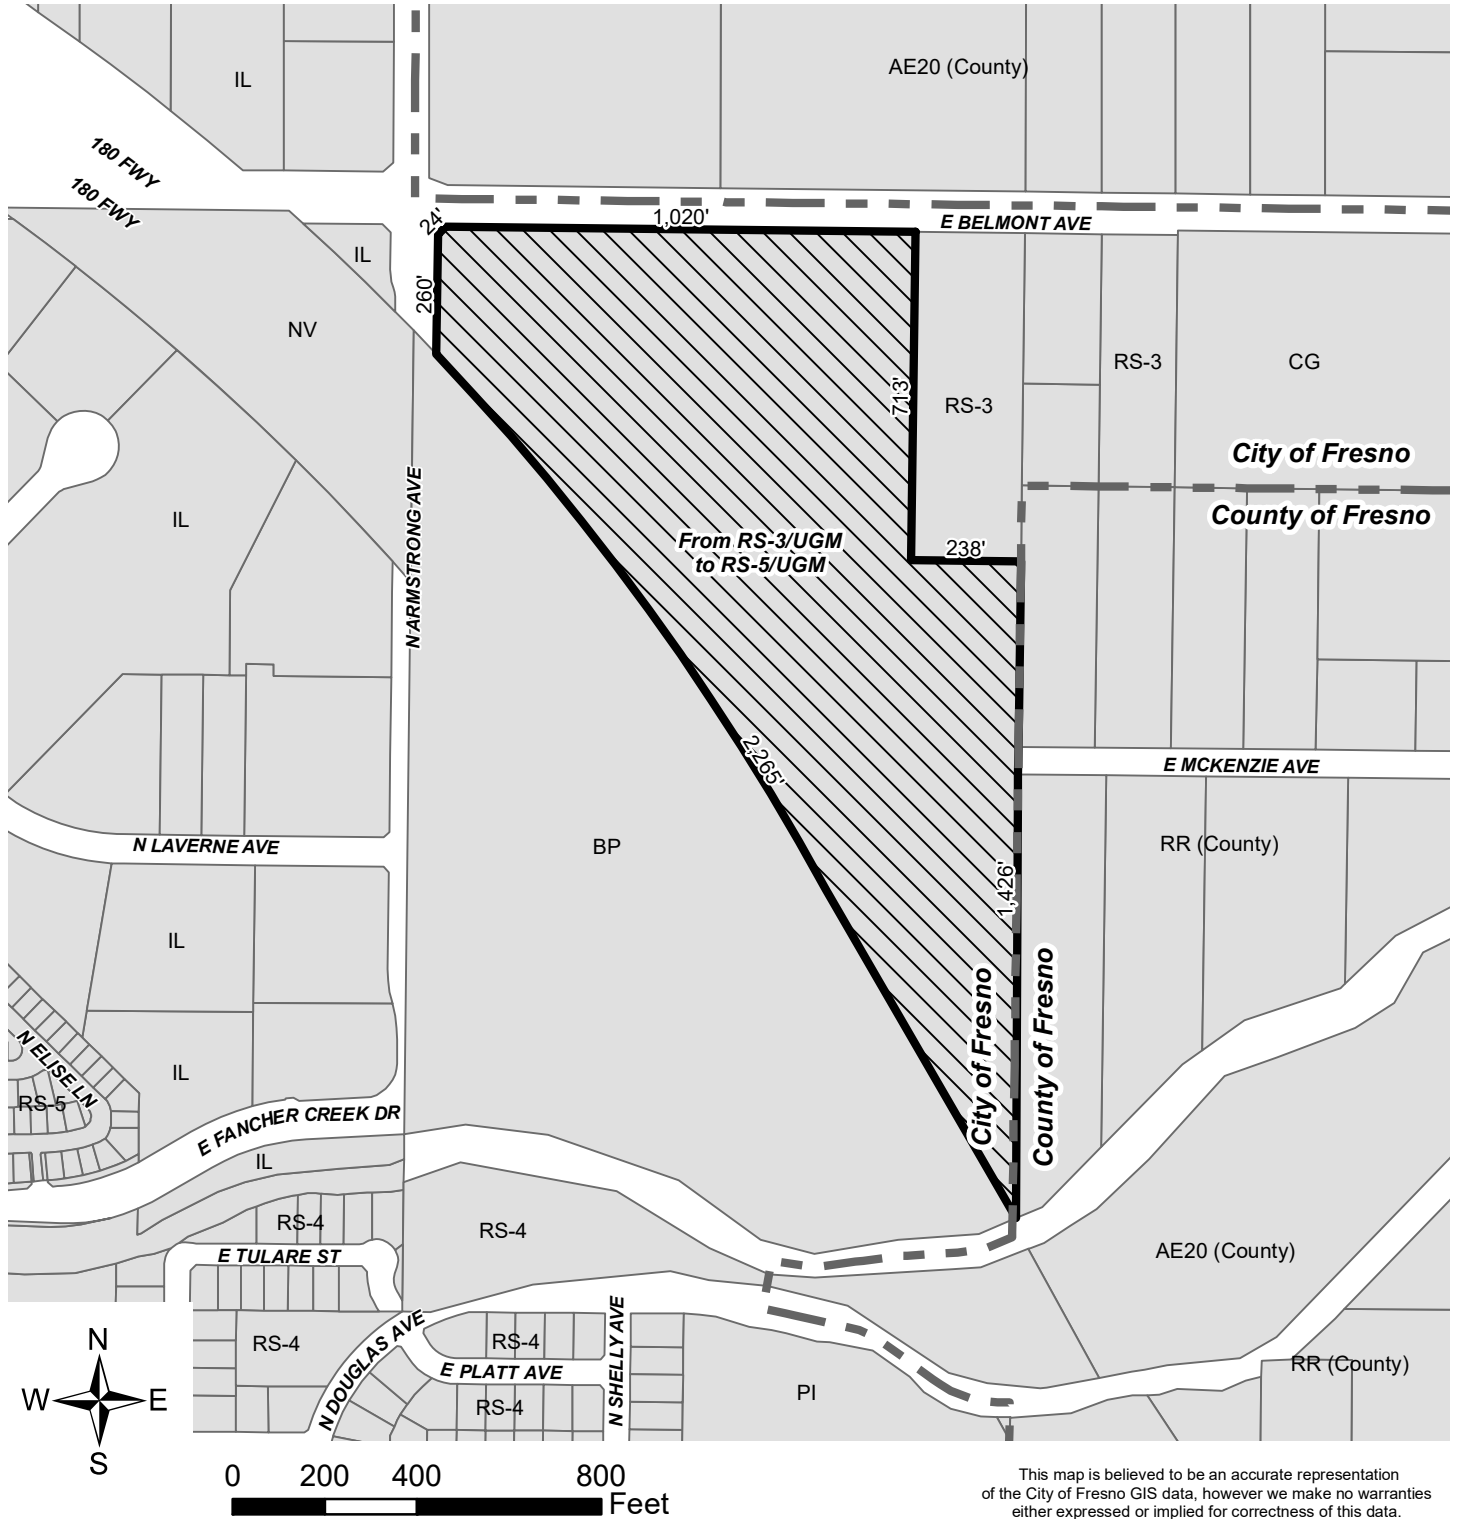 IL
AE20 (County)
180 FWY
180 FWY
24'
1,020'
E BELMONT AVE
IL
260'
NV
RS-3
CG
713'
RS-3
City of Fresno
County of Fresno
N ARMSTRONG AVE
IL
From RS-3/UGM
to RS-5/UGM
238'
2,265'
E MCKENZIE AVE
N LAVERNE AVE
BP
RR (County)
1,426'
IL
City of Fresno
County of Fresno
N ELISE LN
IL
RS-5
E FANCHER CREEK DR
IL
RS-4
RS-4
E TULARE ST
AE20 (County)
N DOUGLAS AVE
N SHELLY AVE
RS-4
RS-4
E PLATT AVE
RR (County)
RS-4
PI
N
W E
S
0 200 400 800
Feet
This map is believed to be an accurate representation
of the City of Fresno GIS data, however we make no warranties
either expressed or implied for correctness of this data.